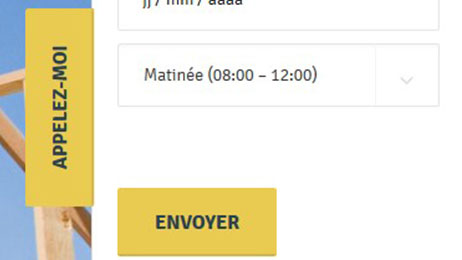 jj / mm / aaaa
APPELEZ-MOI
Matinée (08:00 – 12:00)
ENVOYER